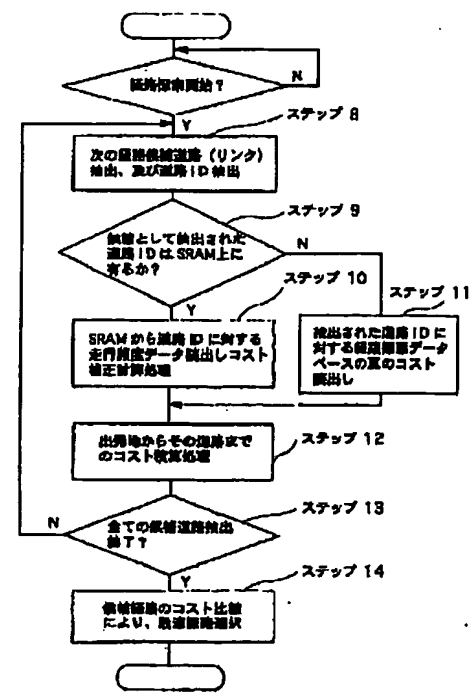 経路探索開始？
N
Y
ステップ 8
次の経路候補道路（リンク）
抽出、及び道路ID抽出
ステップ 9
候補として抽出された
道路IDはSRAM上に
有るか？
N
ステップ 10
ステップ 11
Y
SRAMから道路IDに対する
走行頻度データ読出しコスト
補正計算処理
抽出された道路IDに
対する経路探索データ
ベースの夏のコスト
読出し
出発地からその道路まで
のコスト積算処理
ステップ 12
ステップ 13
全ての候補道路抽出
終了？
N
Y
ステップ 14
候補経路のコスト比較
により、最適経路選択